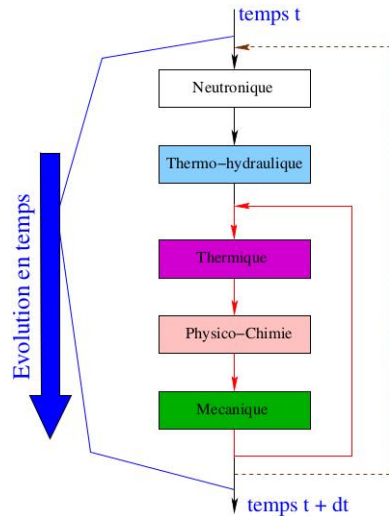 temps t
Neutronique
Thermo-hydraulique
Thermique
Physico-Chimie
Mecanique
Evolution en temps
temps t + dt